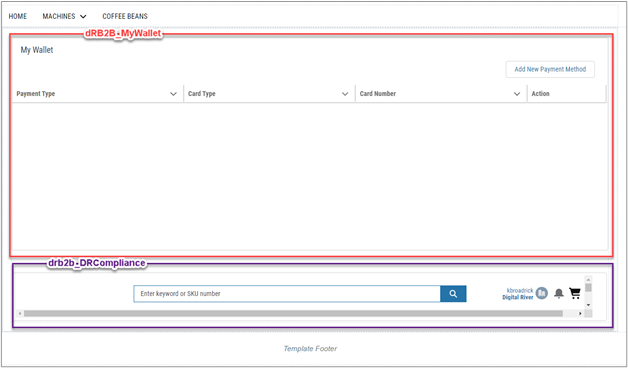 HOME MACHINES COFFEE BEANS
dRB2B_MyWallet
My Wallet
Add New Payment Method
Payment Type Card Type Card Number Action
drb2b_DRCompliance
Enter keyword or SKU number
kbroadrick
Digital River
Template Footer